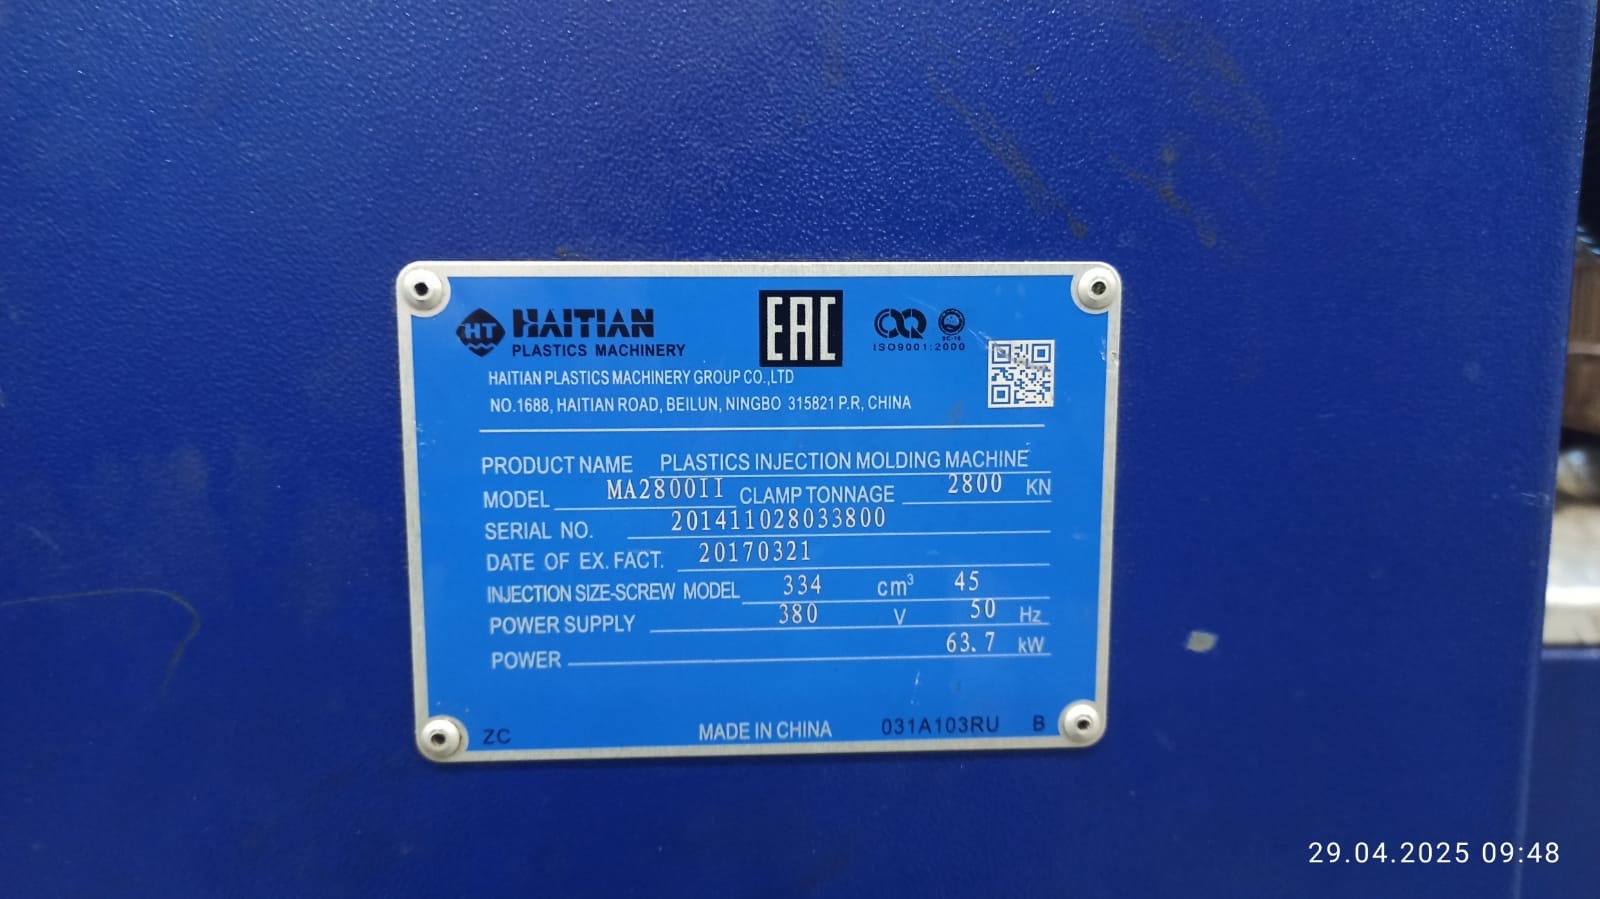 HT HAITIAN
PLASTICS MACHINERY
EAC
ISO9001:2000
HAITIAN PLASTICS MACHINERY GROUP CO.,LTD
NO.1688, HAITIAN ROAD, BEILUN, NINGBO 315821 P.R, CHINA
PRODUCT NAME PLASTICS INJECTION MOLDING MACHINE
MODEL MA2800II CLAMP TONNAGE 2800 KN
SERIAL NO. 201411028033800
DATE OF EX. FACT. 20170321
INJECTION SIZE-SCREW MODEL 334 cm³ 45
POWER SUPPLY 380 V 50 Hz
POWER 63.7 kW
ZC MADE IN CHINA 031A103RU B
29.04.2025 09:48